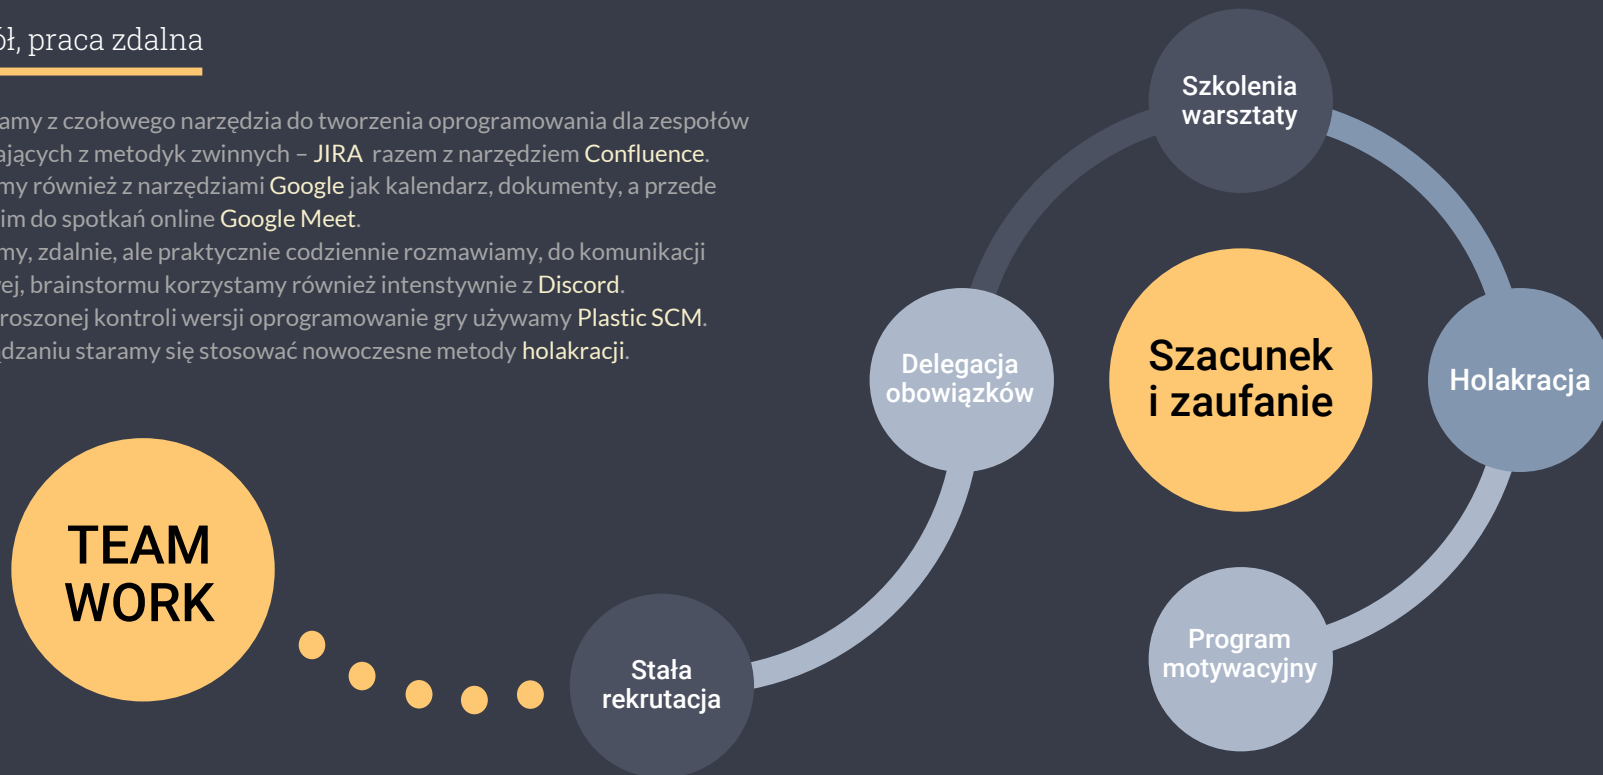 ół, praca zdalna
amy z czołowego narzędzia do tworzenia oprogramowania dla zespołów
ających z metodyk zwinnych – JIRA razem z narzędziem Confluence.
my również z narzędziami Google jak kalendarz, dokumenty, a przede
im do spotkań online Google Meet.
my, zdalnie, ale praktycznie codziennie rozmawiamy, do komunikacji
ej, brainstormu korzystamy również intenstywnie z Discord.
roszonej kontroli wersji oprogramowanie gry używamy Plastic SCM.
dzaniu staramy się stosować nowoczesne metody holakracji.
TEAM
WORK
Stała
rekrutacja
Delegacja
obowiązków
Szkolenia
warsztaty
Szacunek
i zaufanie
Holakracja
Program
motywacyjny